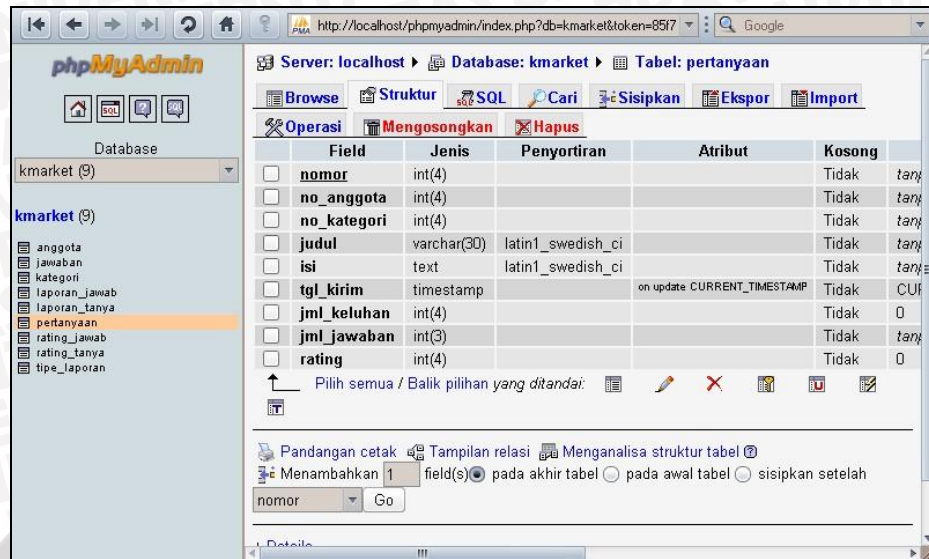 http://localhost/phpmyadmin/index.php?db=kmarket&token=85f7
Google
phpMyAdmin
Database
kmarket (9)
kmarket (9)
anggota
jawaban
kategori
laporan_jawab
laporan_tanya
pertanyaan
rating_jawab
rating_tanya
tipe_laporan
Server: localhost Database: kmarket Tabel: pertanyaan
Browse Struktur SQL Cari Sisipkan Ekspor Import
Operasi Mengosongkan Hapus
Field Jenis Penyortiran Atribut Kosong
nomor int(4) Tidak
no_anggota int(4) Tidak
no_kategori int(4) Tidak
judul varchar(30) latin1_swedish_ci Tidak
isi text latin1_swedish_ci Tidak
tgl_kirim timestamp on update CURRENT_TIMESTAMP Tidak
jml_keluhan int(4) Tidak 0
jml_jawaban int(3) Tidak
rating int(4) Tidak 0
Pilih semua / Balik pilihan yang ditandai:
Pandangan cetak Tampilan relasi Menganalisa struktur tabel
Menambahkan 1 field(s) pada akhir tabel pada awal tabel sisipkan setelah
nomor Go